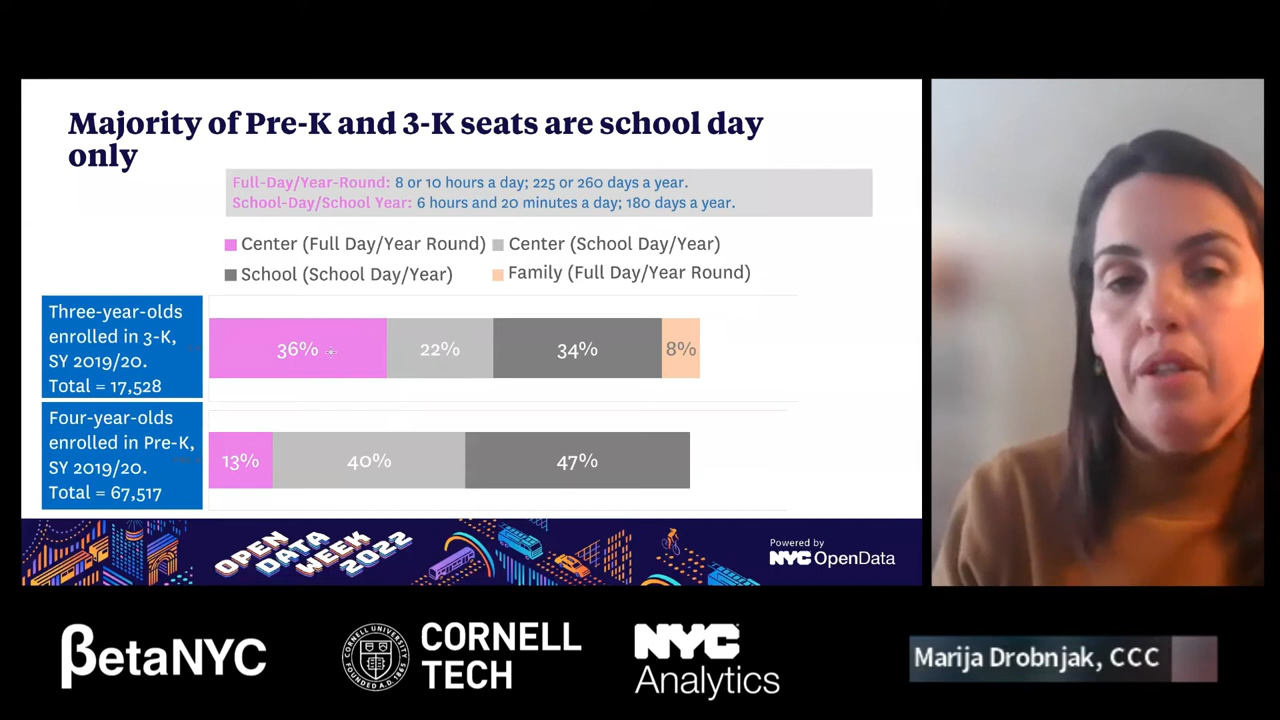 Majority of Pre-K and 3-K seats are school day
only
Full-Day/Year-Round: 8 or 10 hours a day; 225 or 260 days a year.
School-Day/School Year: 6 hours and 20 minutes a day; 180 days a year.
Center (Full Day/Year Round) Center (School Day/Year)
School (School Day/Year) Family (Full Day/Year Round)
Three-year-olds
enrolled in 3-K,
SY 2019/20.
Total = 17,528
36% 22% 34% 8%
Four-year-olds
enrolled in Pre-K,
SY 2019/20.
Total = 67,517
13% 40% 47%
OPEN
DATA
WEEK
2022
Powered by
NYC OpenData
βetaNYC
CORNELL UNIVERSITY
FOUNDED A.D. 1865
CORNELL
TECH
NYC
Analytics
Marija Drobnjak, CCC